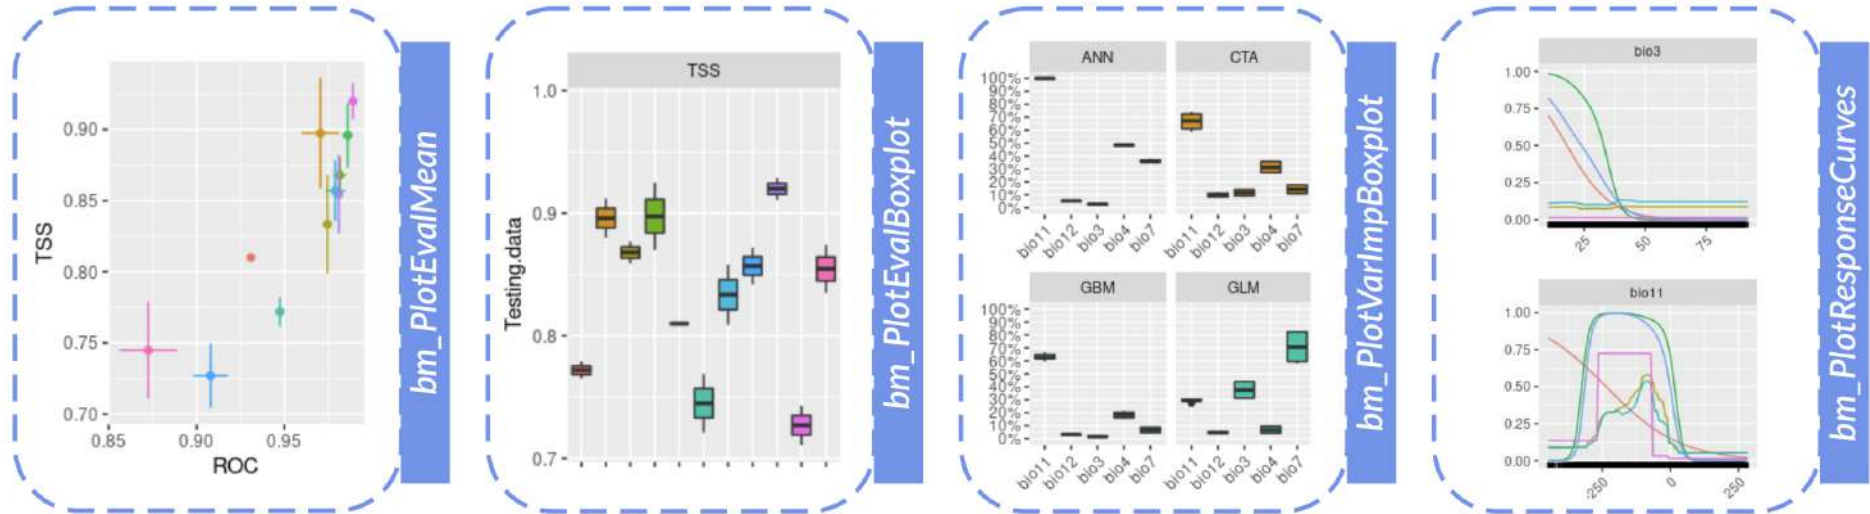 TSS
0.90
0.85
0.80
0.75
0.70
0.85
0.90
0.95
ROC
bm_PlotEvalMean
TSS
Testing.data
1.0
0.9
0.8
0.7
bm_PlotEvalBoxplot
ANN
CTA
100%
90%
80%
70%
60%
50%
40%
30%
20%
10%
0%
bio11
bio12
bio3
bio4
bio7
bio11
bio12
bio3
bio4
bio7
GBM
GLM
100%
90%
80%
70%
60%
50%
40%
30%
20%
10%
0%
bio11
bio12
bio3
bio4
bio7
bio11
bio12
bio3
bio4
bio7
bm_PlotVarImpBoxplot
bio3
1.00
0.75
0.50
0.25
0.00
25
50
75
bio11
1.00
0.75
0.50
0.25
0.00
-250
0
250
bm_PlotResponseCurves